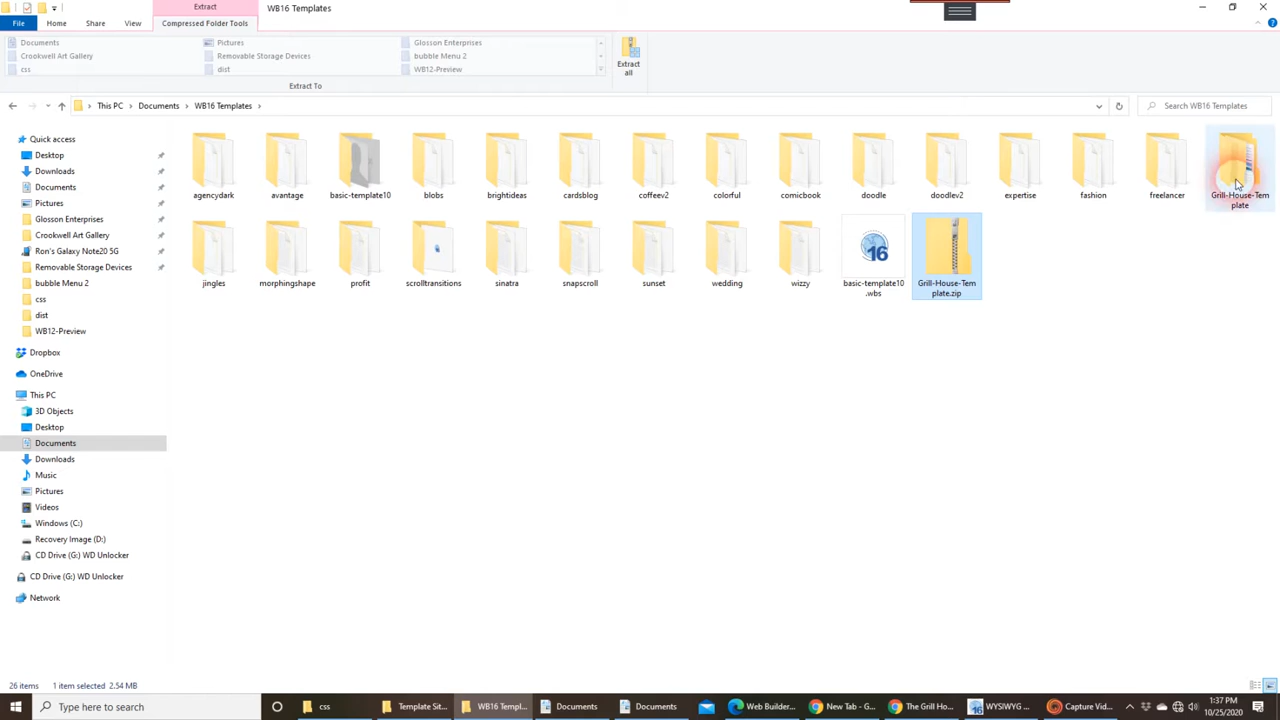 Extract
WB16 Templates
File
Home
Share
View
Compressed Folder Tools
Documents
Pictures
Glosson Enterprises
Crookwell Art Gallery
Removable Storage Devices
bubble Menu 2
css
dist
WB12-Preview
Extract all
Extract To
This PC
Documents
WB16 Templates
Search WB16 Templates
Quick access
Desktop
Downloads
Documents
Pictures
Glosson Enterprises
Crookwell Art Gallery
Ron's Galaxy Note20 5G
Removable Storage Devices
bubble Menu 2
css
dist
WB12-Preview
Dropbox
OneDrive
This PC
3D Objects
Desktop
Documents
Downloads
Music
Pictures
Videos
Windows (C:)
Recovery Image (D:)
CD Drive (G:) WD Unlocker
CD Drive (G:) WD Unlocker
Network
agencydark
avantage
basic-template10
blobs
brightideas
cardsblog
coffeev2
colorful
comicbook
doodle
doodlev2
expertise
fashion
freelancer
Grill-House-Tem
plate
jingles
morphingshape
profit
scrolltransitions
sinatra
snapscroll
sunset
wedding
wizzy
16
basic-template10
.wbs
Grill-House-Tem
plate.zip
26 items
1 item selected 2.54 MB
Type here to search
css
Template Sit...
WB16 Templ...
Documents
Documents
Web Builder...
New Tab - G...
The Grill Ho...
16
WYSIWYG ...
Capture Vid...
1:37 PM
10/25/2020